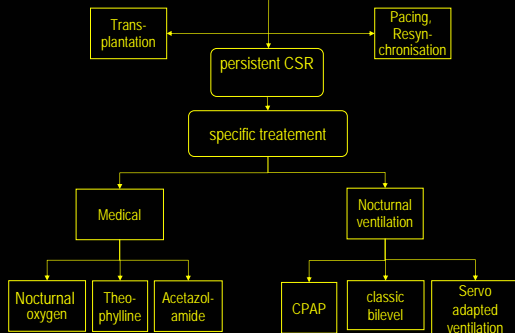 Trans-
plantation
Pacing,
Resyn-
chronisation
persistent CSR
specific treatement
Medical
Nocturnal
ventilation
Nocturnal
oxygen
Theo-
phylline
Acetazol-
amide
CPAP
classic
bilevel
Servo
adapted
ventilation